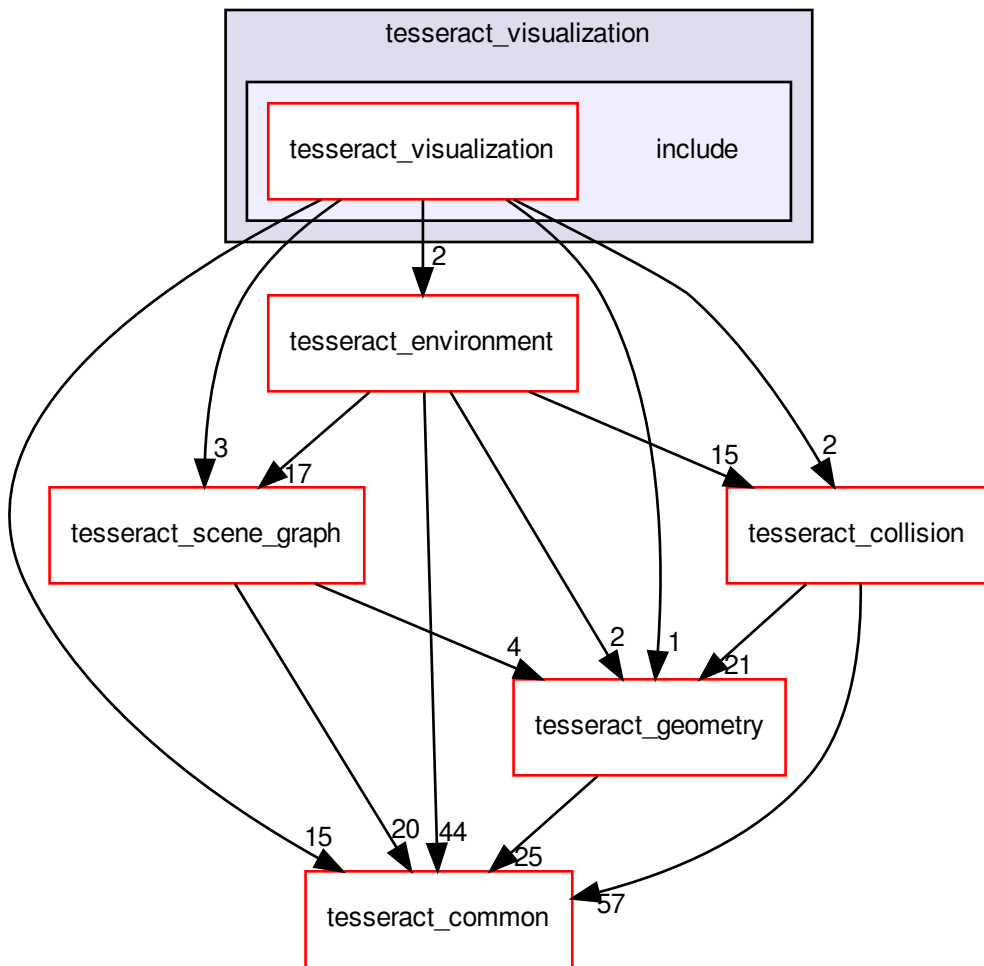 tesseract_visualization
tesseract_visualization
include
2
tesseract_environment
3
17
15
2
tesseract_scene_graph
tesseract_collision
4
2
1
21
tesseract_geometry
15
20
44
25
57
tesseract_common